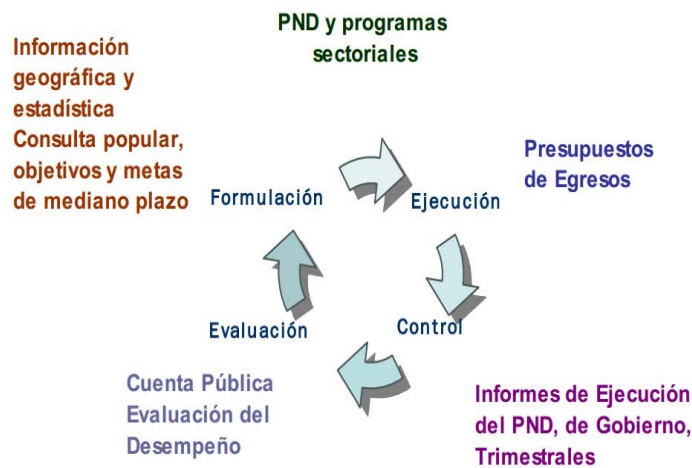 PND y programas
sectoriales
Información
geográfica y
estadística
Consulta popular,
objetivos y metas
de mediano plazo
Presupuestos
de Egresos
Formulación
Ejecución
Evaluación
Control
Cuenta Pública
Evaluación del
Desempeño
Informes de Ejecución
del PND, de Gobierno,
Trimestrales